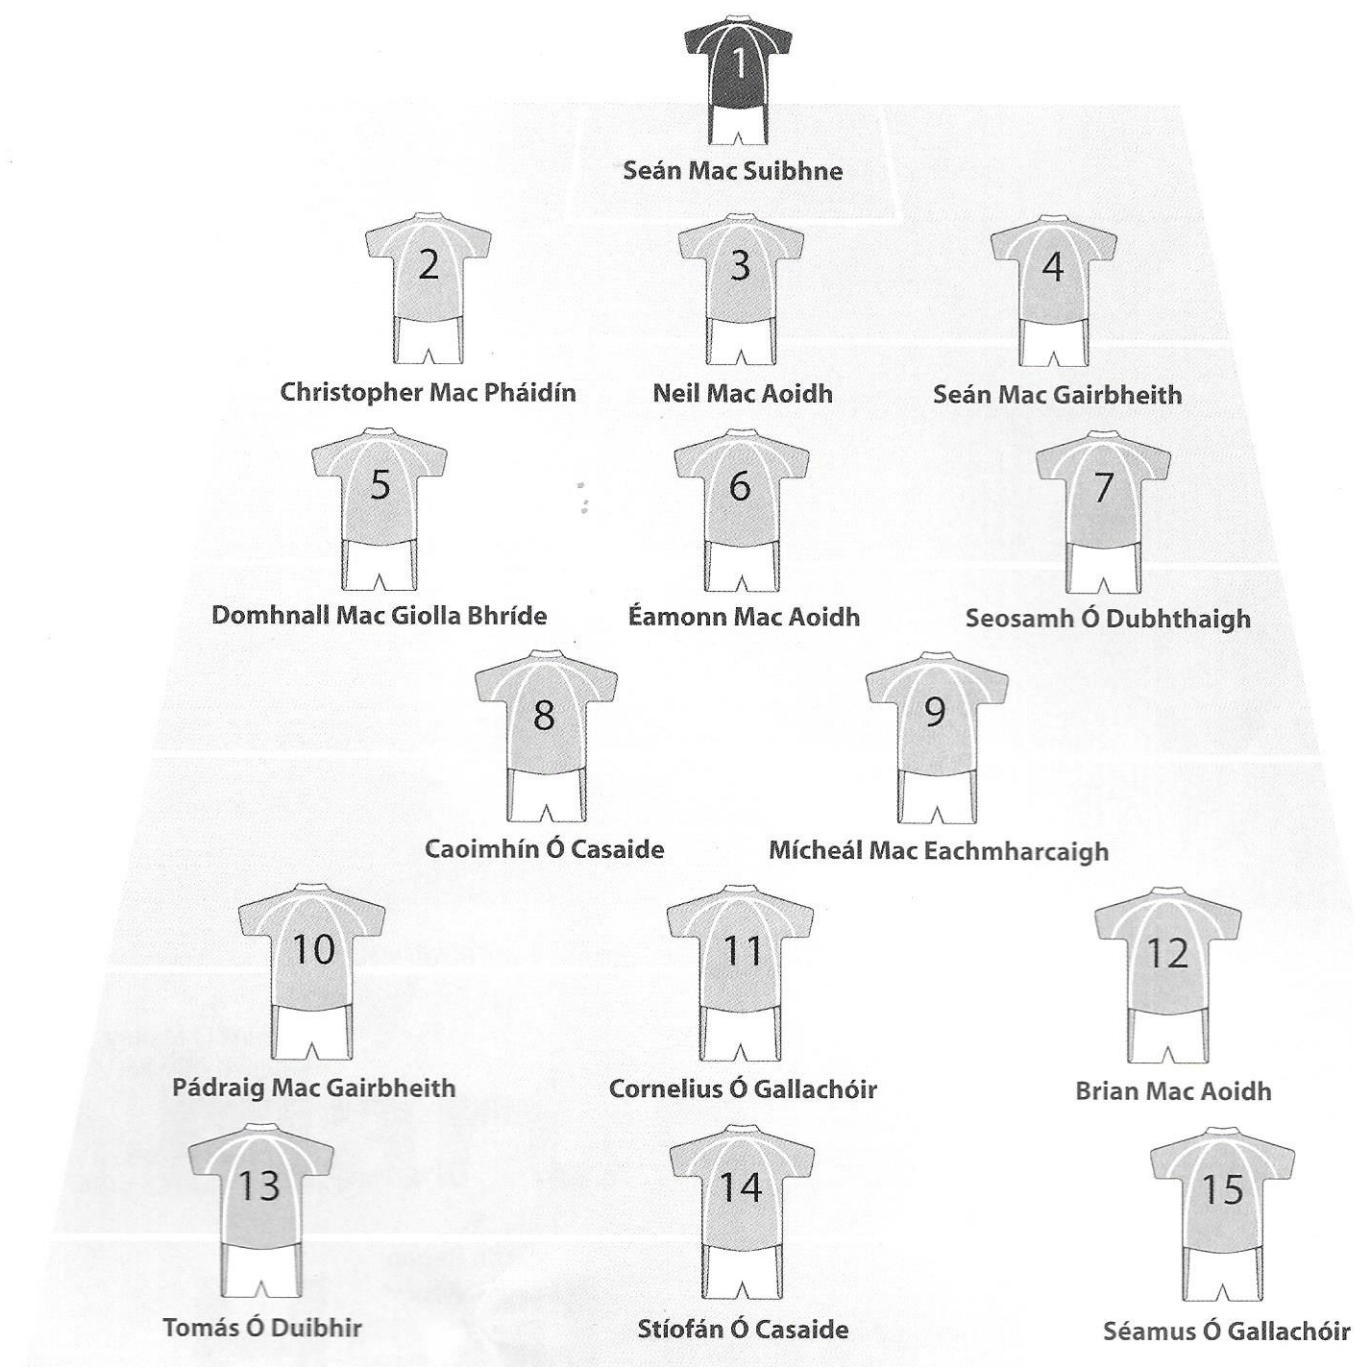 1
Seán Mac Suibhne
2 3 4
Christopher Mac Pháidín Neil Mac Aoidh Seán Mac Gairbheith
5 6 7
Domhnall Mac Giolla Bhríde Éamonn Mac Aoidh Seosamh Ó Dubhthaigh
8 9
Caoimhín Ó Casaide Mícheál Mac Eachmharcaigh
10 11 12
Pádraig Mac Gairbheith Cornelius Ó Gallachóir Brian Mac Aoidh
13 14 15
Tomás Ó Duibhir Stíofán Ó Casaide Séamus Ó Gallachóir